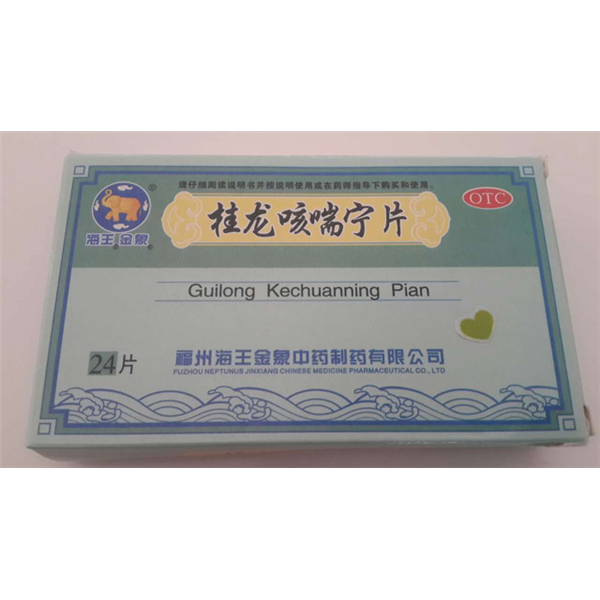 请仔细阅读说明书并按说明使用或在药师指导下购买和使用。
OTC
®
海王金象
桂龙咳喘宁片
Guilong Kechuanning Pian
24片
福州海王金象中药制药有限公司
FUZHOU NEPTUNUS JINXIANG CHINESE MEDICINE PHARMACEUTICAL CO., LTD